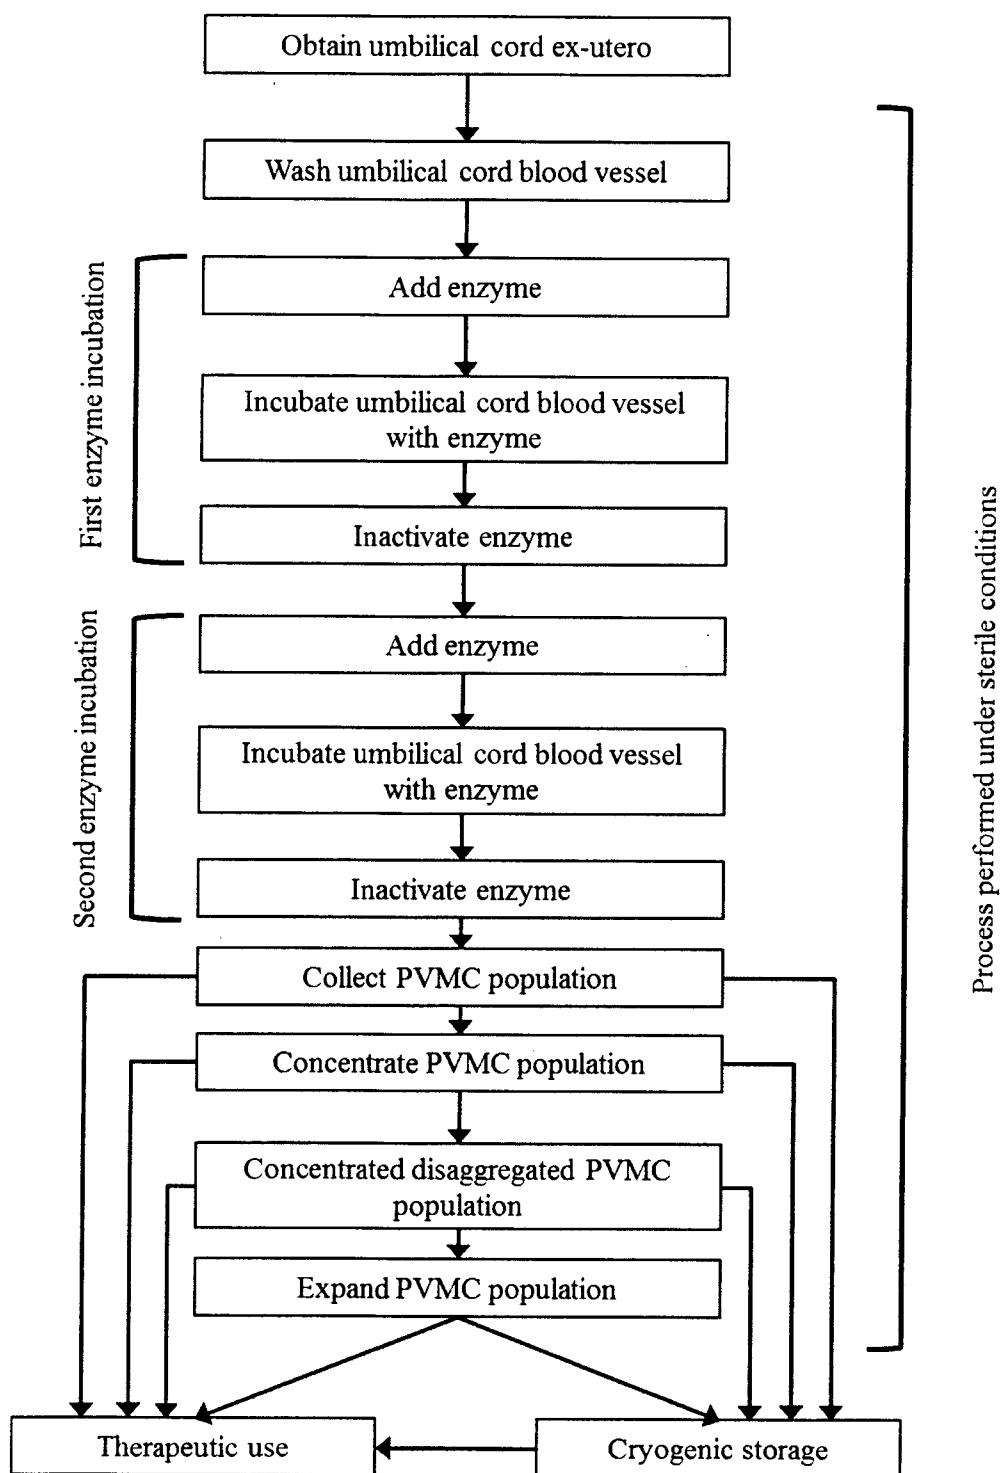 Obtain umbilical cord ex-utero
Wash umbilical cord blood vessel
First enzyme incubation
Add enzyme
Incubate umbilical cord blood vessel
with enzyme
Inactivate enzyme
Second enzyme incubation
Add enzyme
Incubate umbilical cord blood vessel
with enzyme
Inactivate enzyme
Process performed under sterile conditions
Collect PVMC population
Concentrate PVMC population
Concentrated disaggregated PVMC
population
Expand PVMC population
Therapeutic use
Cryogenic storage